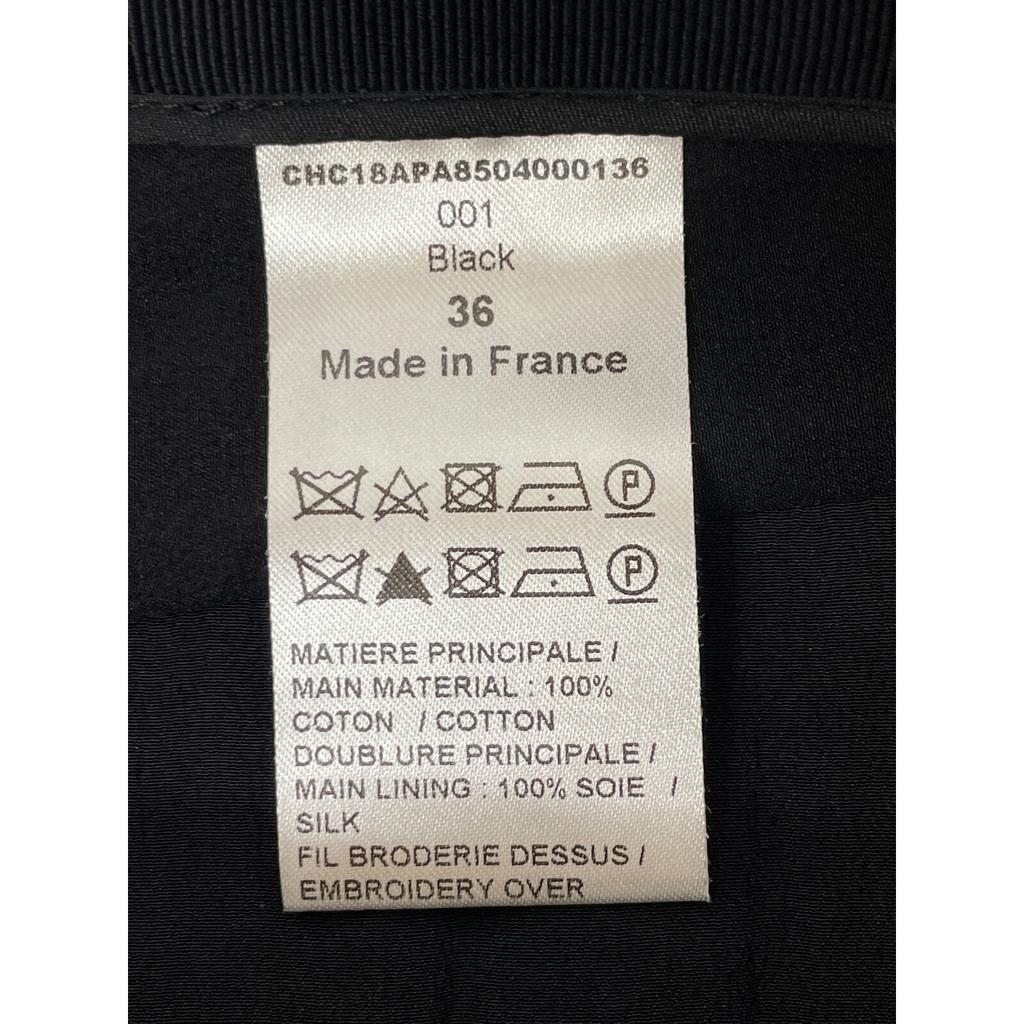 CHC18APA8504000136
001
Black
36
Made in France
P
P
MATIERE PRINCIPALE /
MAIN MATERIAL : 100%
COTON / COTTON
DOUBLURE PRINCIPALE /
MAIN LINING : 100% SOIE /
SILK
FIL BRODERIE DESSUS /
EMBROIDERY OVER